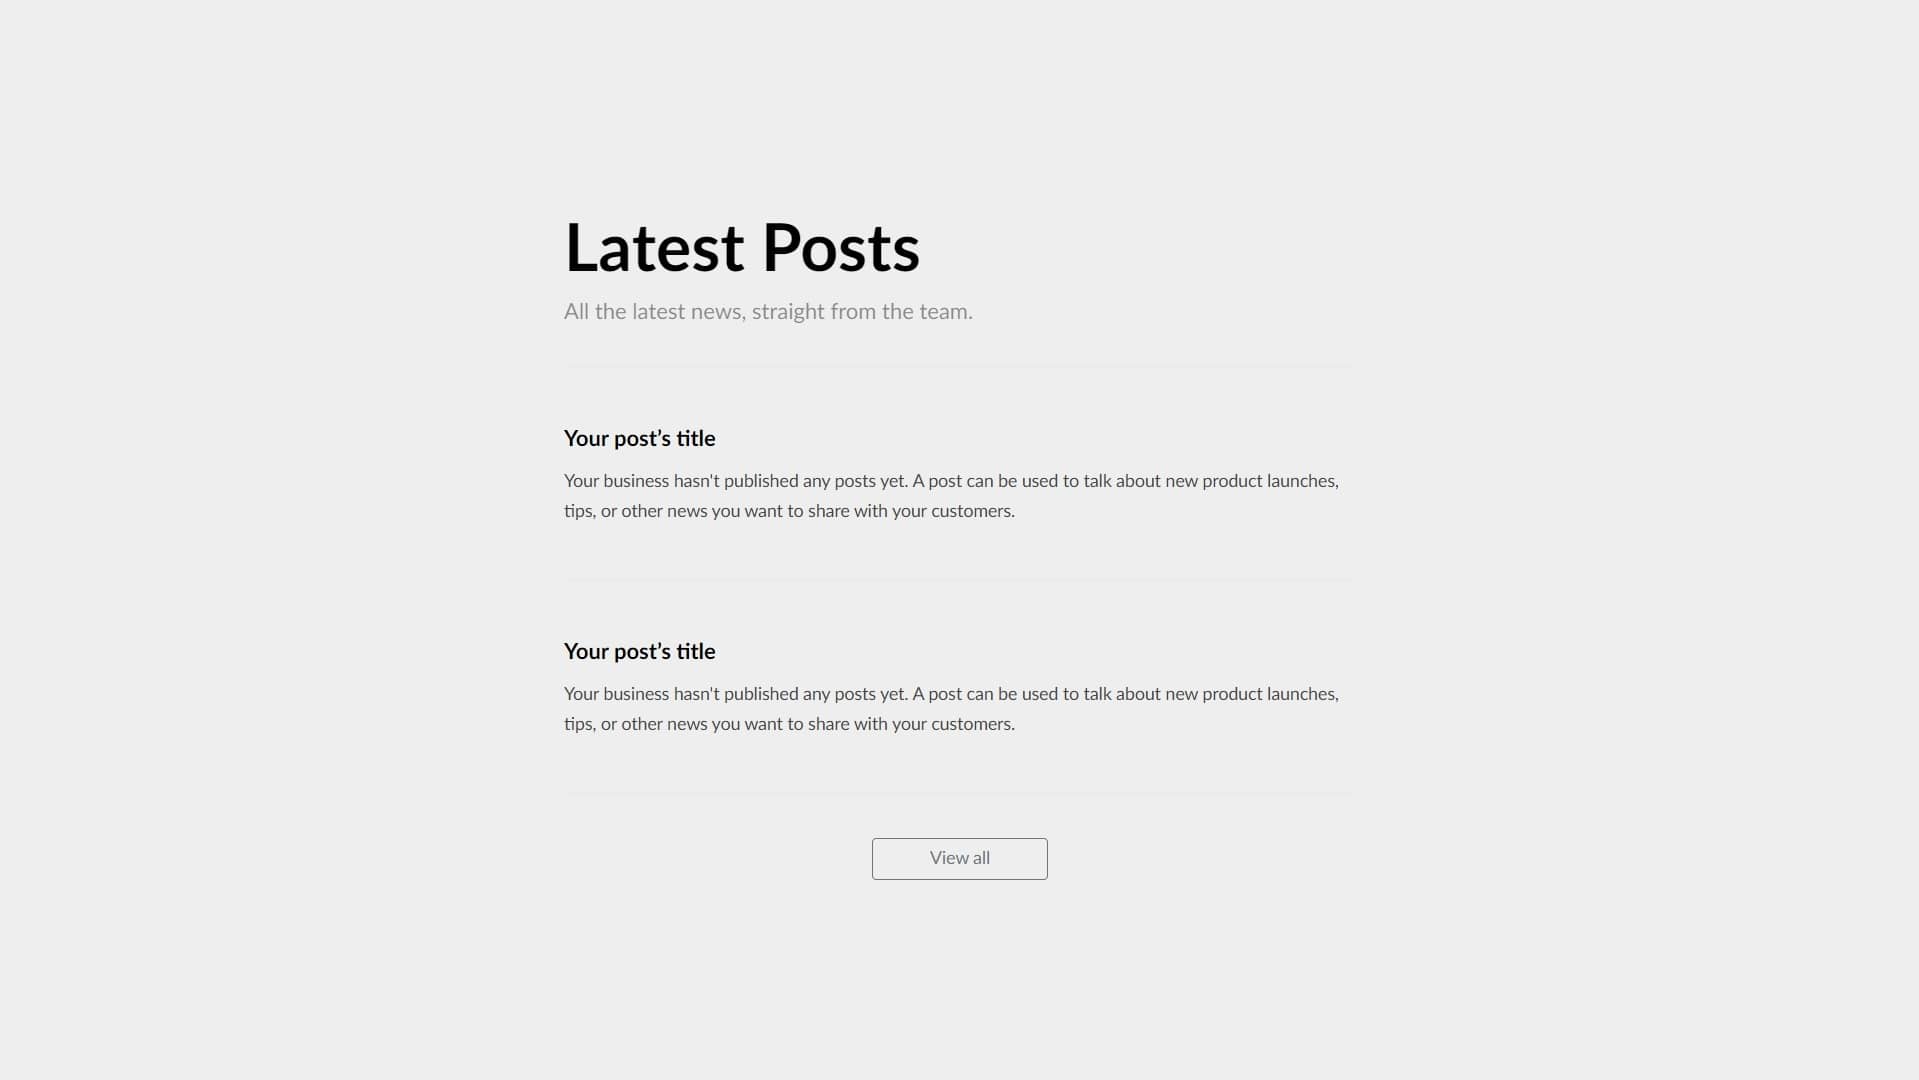 Latest Posts
All the latest news, straight from the team.
Your post’s title
Your business hasn't published any posts yet. A post can be used to talk about new product launches,
tips, or other news you want to share with your customers.
Your post’s title
Your business hasn't published any posts yet. A post can be used to talk about new product launches,
tips, or other news you want to share with your customers.
View all